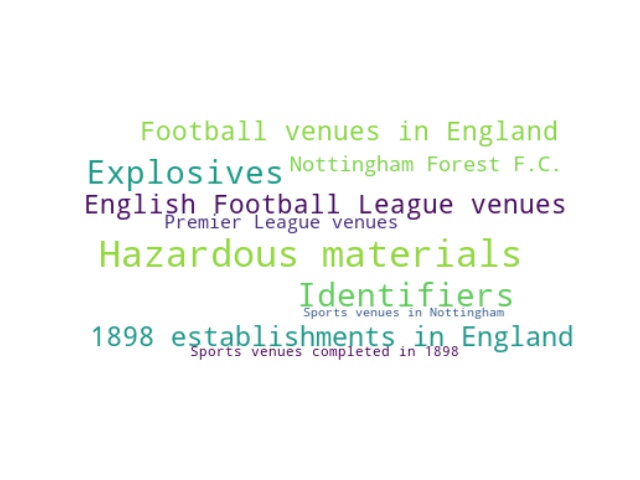 Football venues in England
Explosives
Nottingham Forest F.C.
English Football League venues
Premier League venues
Hazardous materials
Identifiers
Sports venues in Nottingham
1898 establishments in England
Sports venues completed in 1898